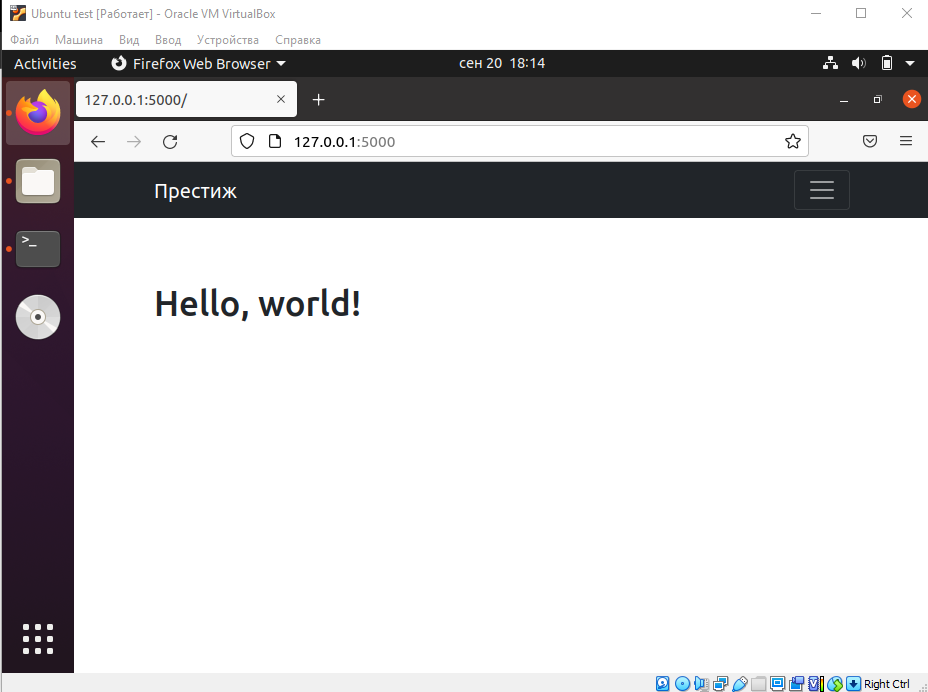 Ubuntu test [Работает] - Oracle VM VirtualBox
Файл Машина Вид Ввод Устройства Справка
Activities Firefox Web Browser сен 20 18:14
127.0.0.1:5000/
127.0.0.1:5000
Престиж
>_
Hello, world!
Right Ctrl